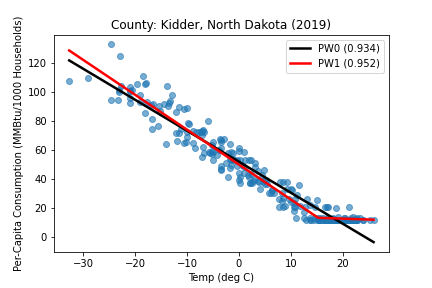 County: Kidder, North Dakota (2019)
PW0 (0.934)
PW1 (0.952)
Per-Capita Consumption (MMBtu/1000 Households)
120
100
80
60
40
20
0
−30 −20 −10 0 10 20
Temp (deg C)